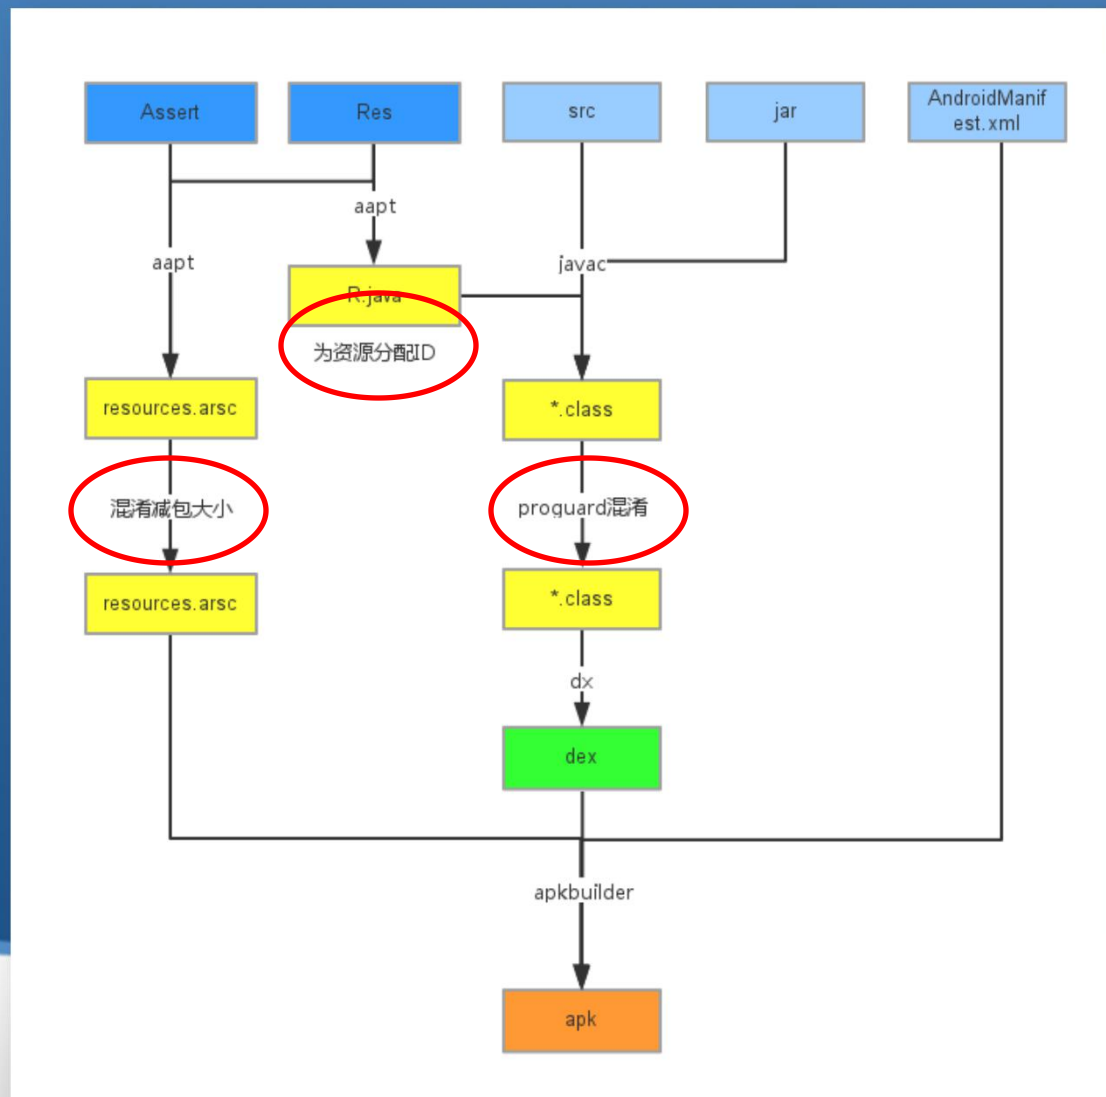 Assert
Res
src
jar
AndroidManif
est.xml
aapt
aapt
javac
R.java
为资源分配ID
resources.arsc
*.class
混淆减包大小
proguard混淆
resources.arsc
*.class
dx
dex
apkbuilder
apk